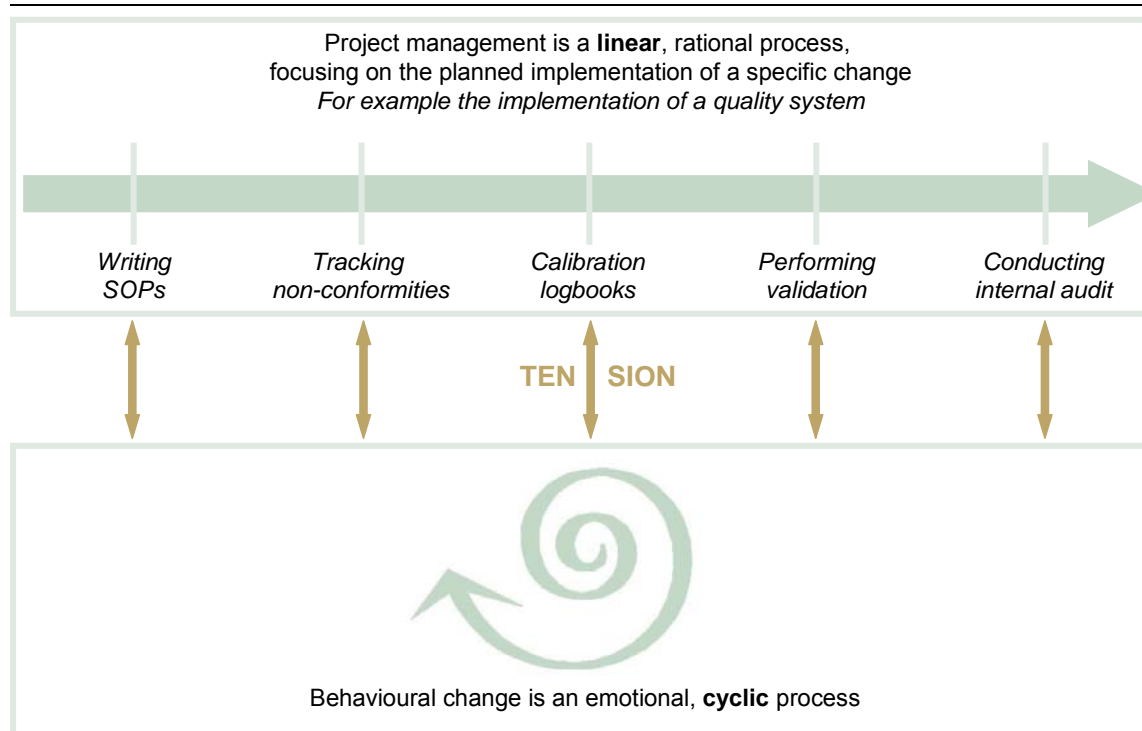 Project management is a linear, rational process,
focusing on the planned implementation of a specific change
For example the implementation of a quality system
Writing
SOPs
Tracking
non-conformities
Calibration
logbooks
Performing
validation
Conducting
internal audit
TEN SION
Behavioural change is an emotional, cyclic process